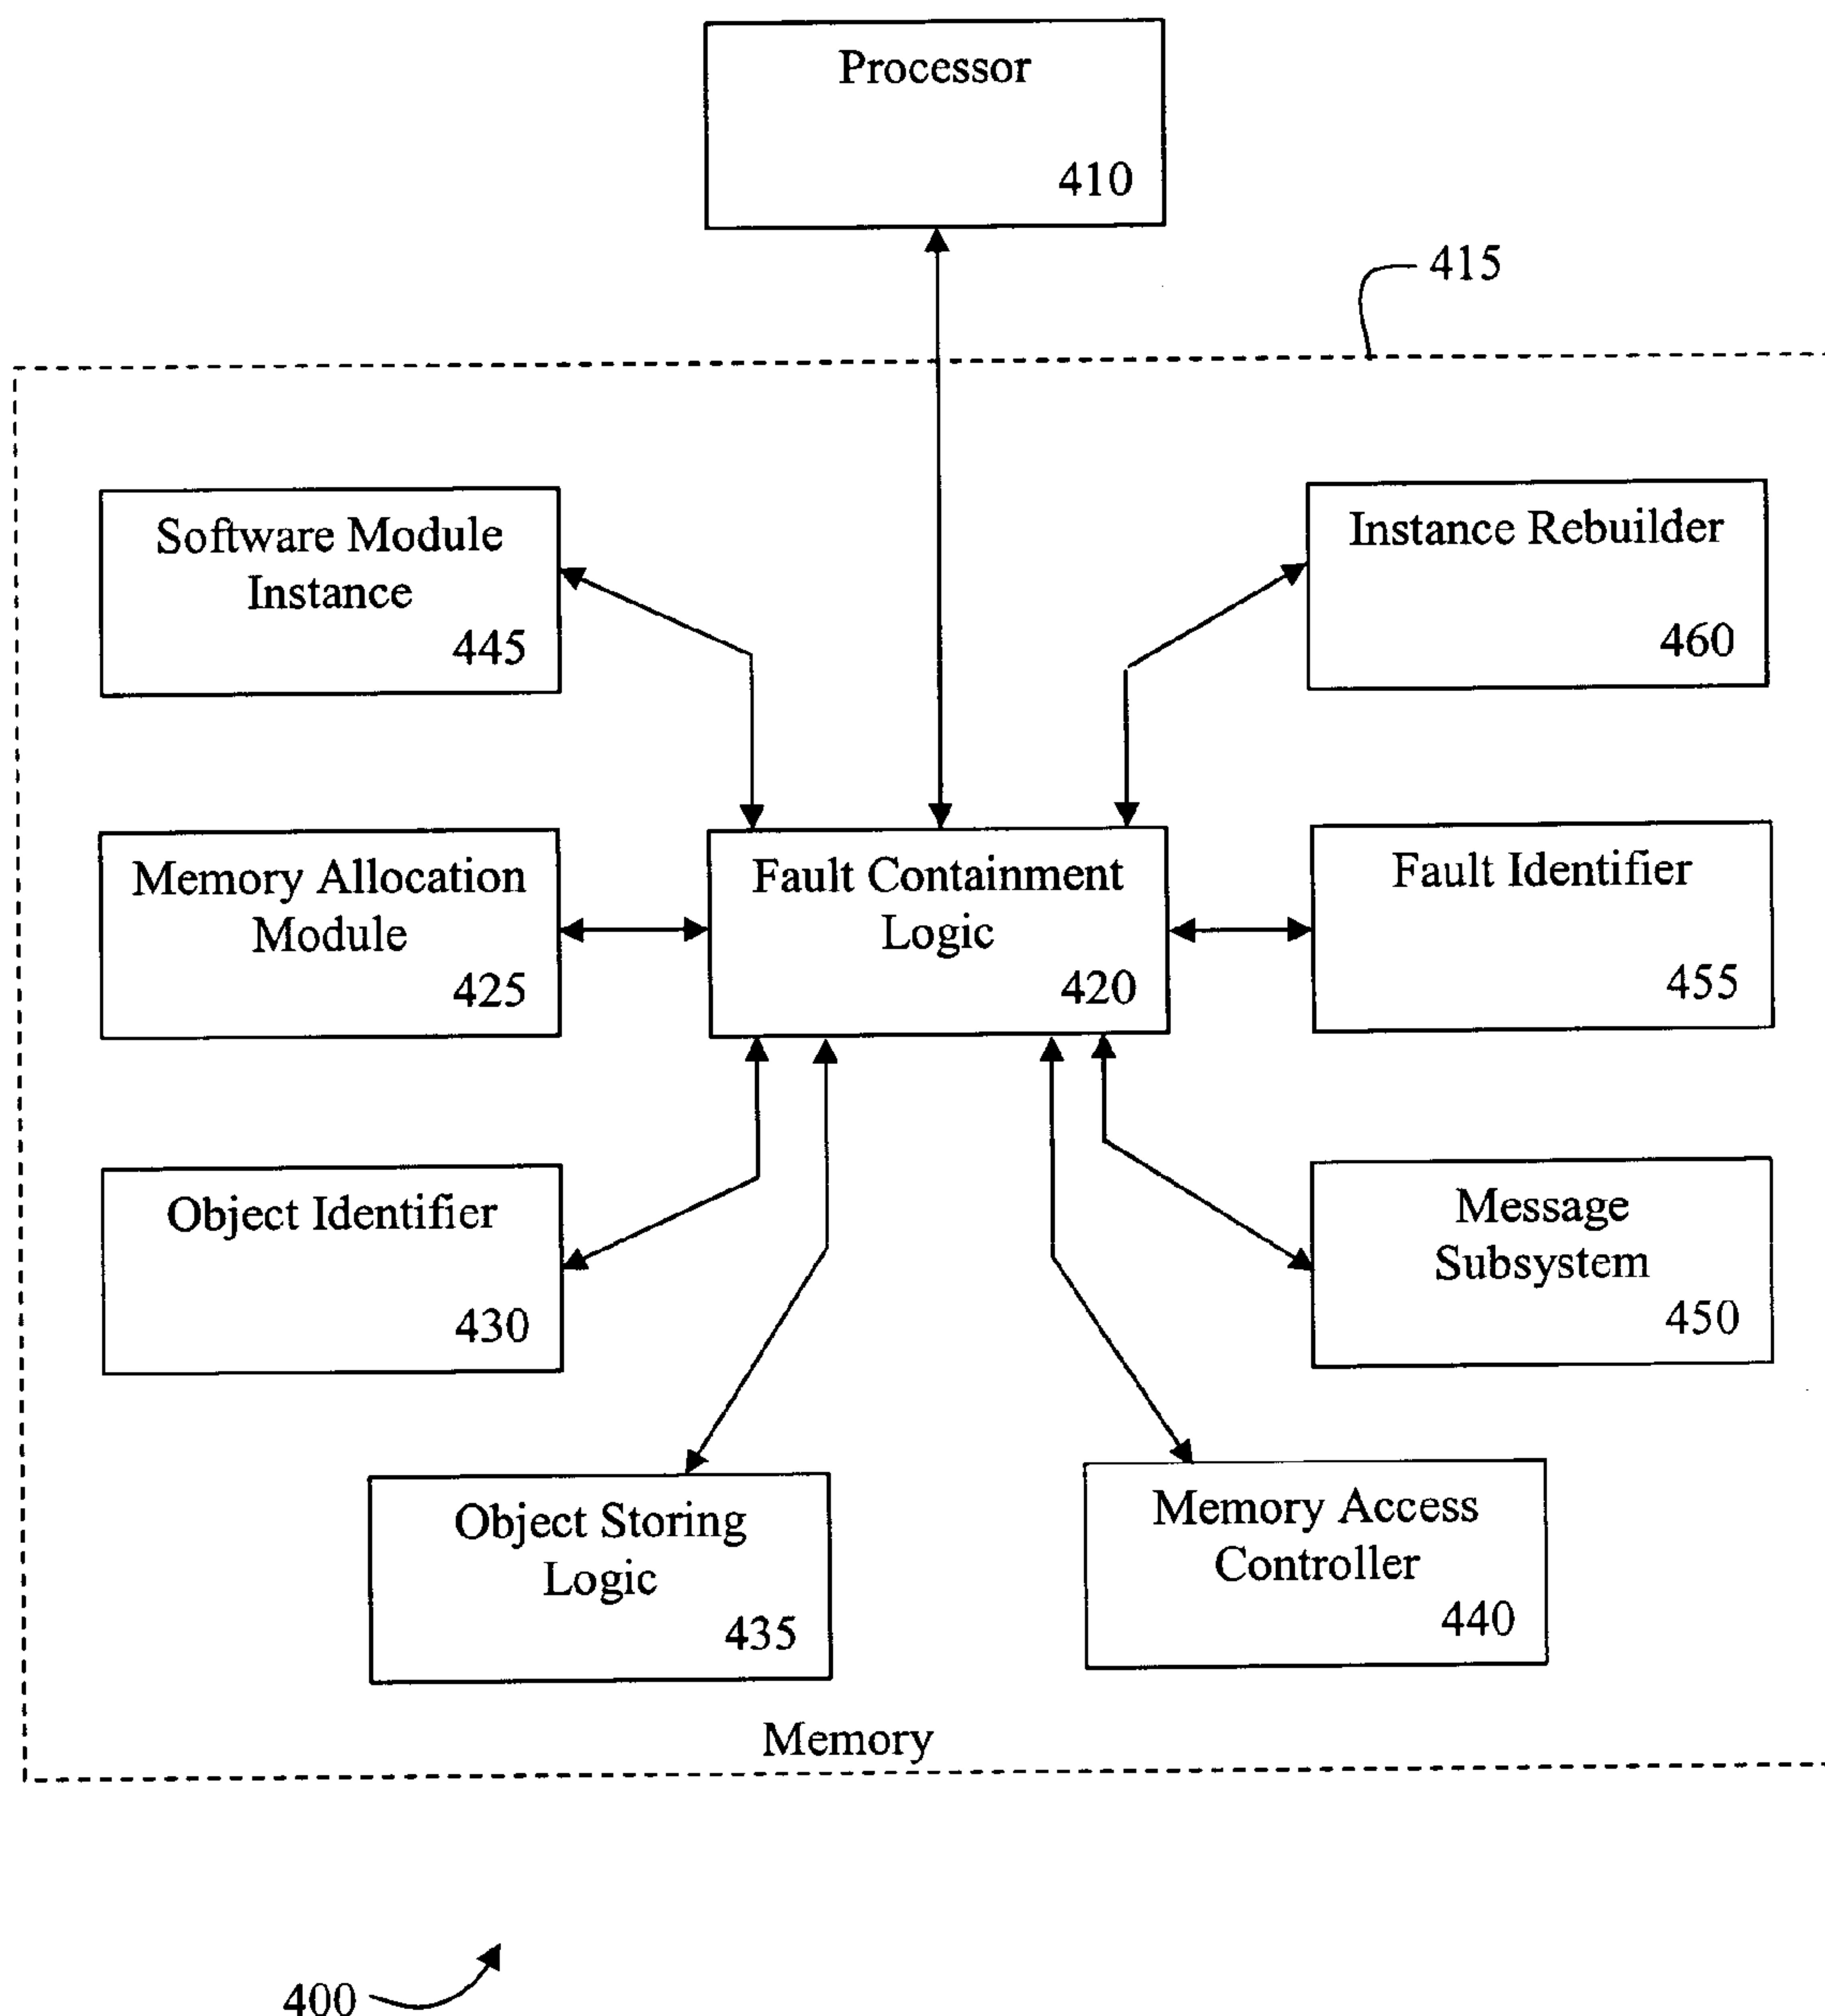 Processor
410
415
Software Module
Instance
445
Instance Rebuilder
460
Memory Allocation
Module
425
Fault Containment
Logic
420
Fault Identifier
455
Object Identifier
430
Message
Subsystem
450
Object Storing
Logic
435
Memory Access
Controller
440
Memory
400